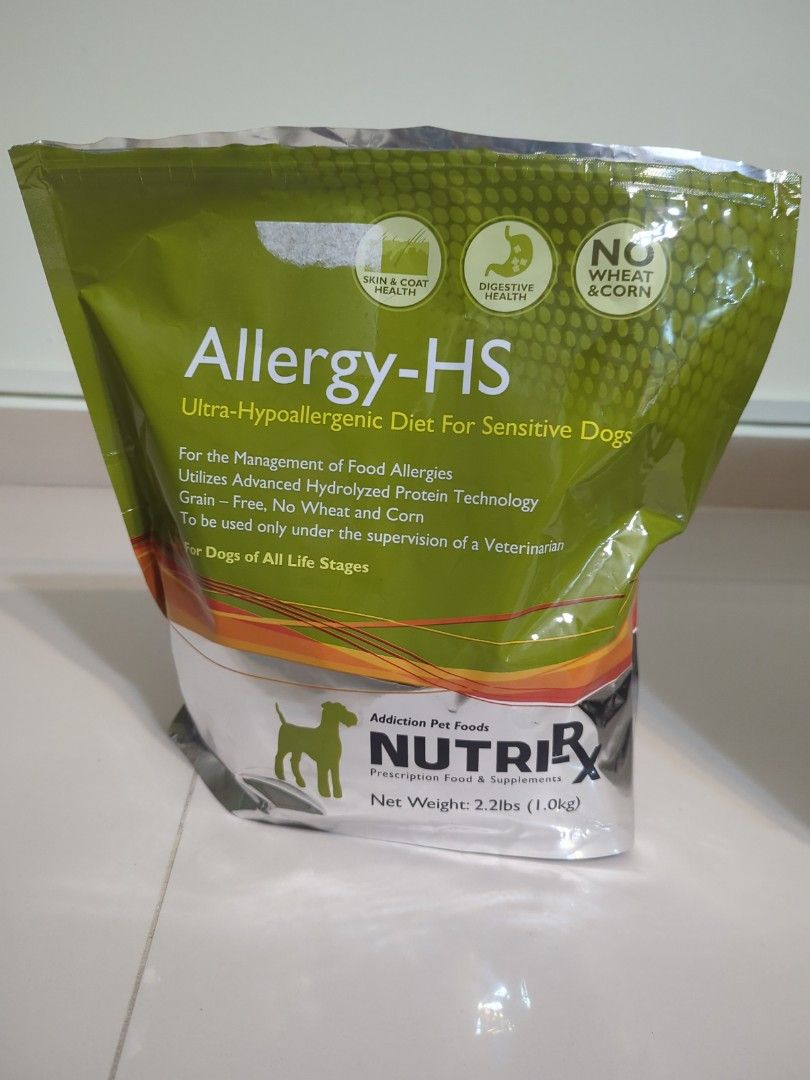 SKIN & COAT
HEALTH
DIGESTIVE
HEALTH
NO
WHEAT
&CORN
Allergy-HS
Ultra-Hypoallergenic Diet For Sensitive Dogs
For the Management of Food Allergies
Utilizes Advanced Hydrolyzed Protein Technology
Grain – Free, No Wheat and Corn
To be used only under the supervision of a Veterinarian
For Dogs of All Life Stages
Addiction Pet Foods
NUTRIRx
Prescription Food & Supplements
Net Weight: 2.2lbs (1.0kg)